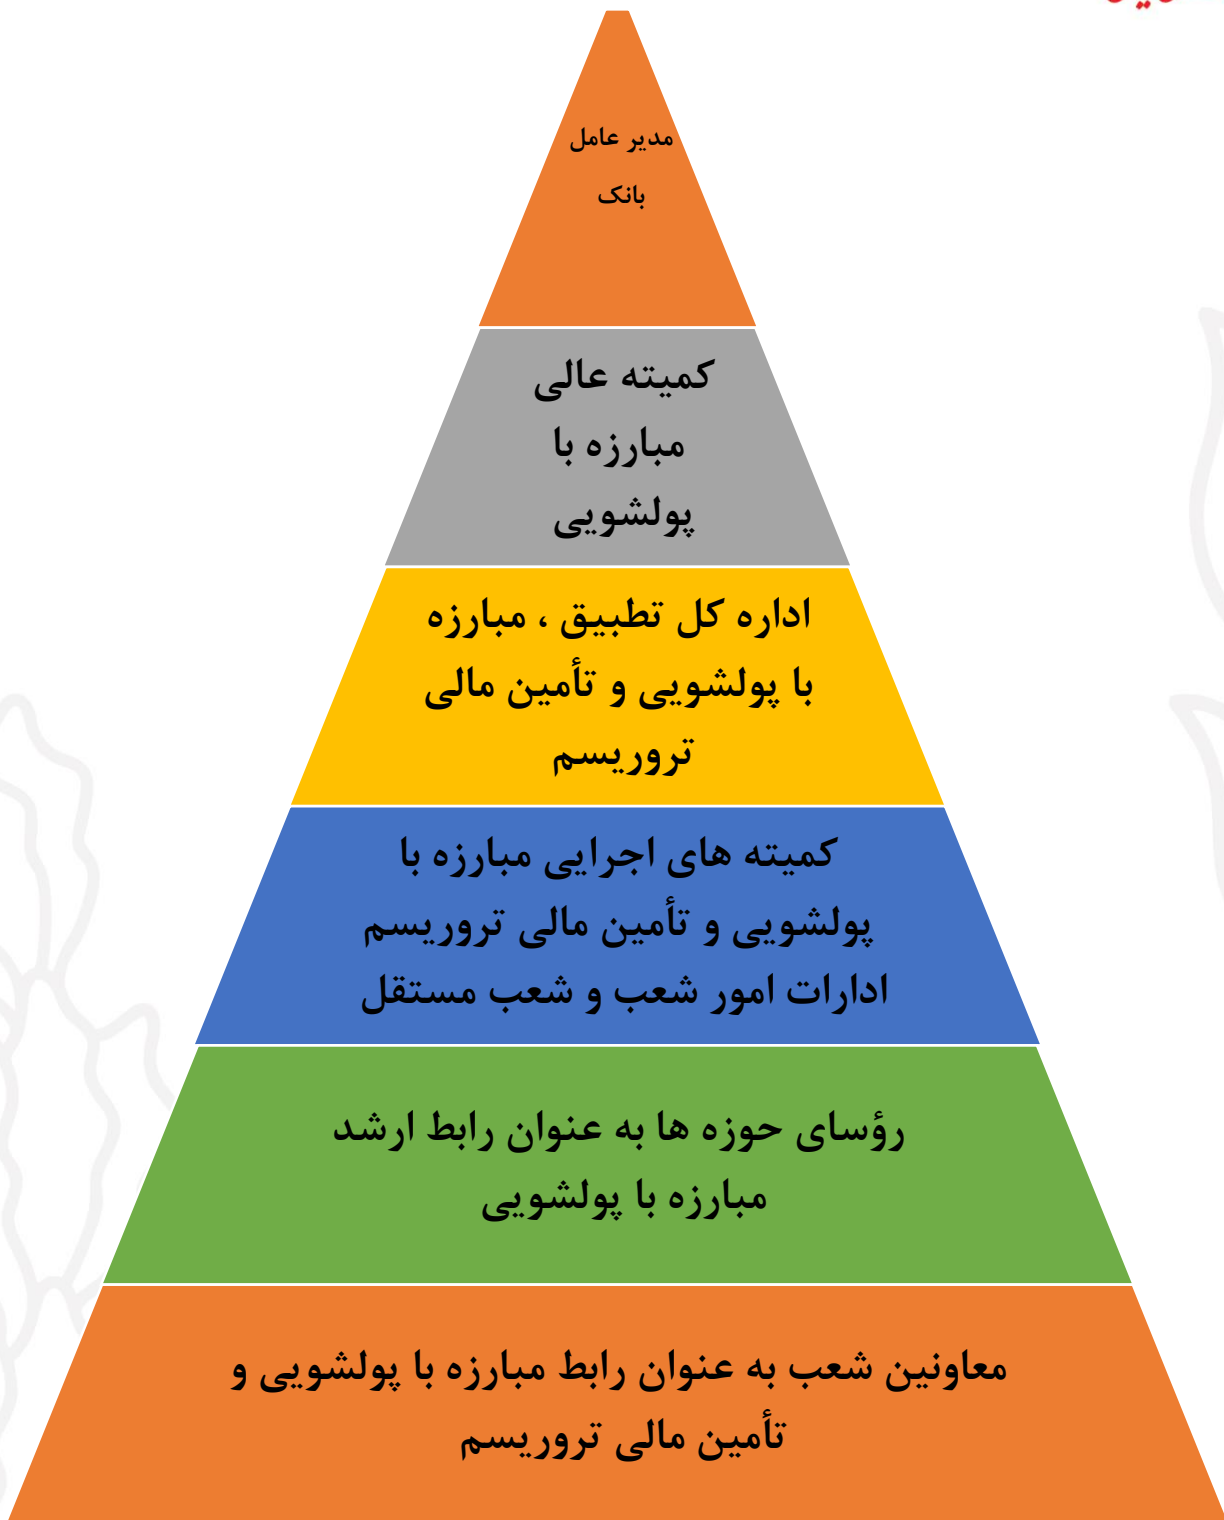 مدیر عامل
بانک
کمیته عالی
مبارزه با
پولشویی
اداره کل تطبیق ، مبارزه
با پولشویی و تأمین مالی
تروریسم
کمیته های اجرایی مبارزه با
پولشویی و تأمین مالی تروریسم
ادارات امور شعب و شعب مستقل
رؤسای حوزه ها به عنوان رابط ارشد
مبارزه با پولشویی
معاونین شعب به عنوان رابط مبارزه با پولشویی و
تأمین مالی تروریسم